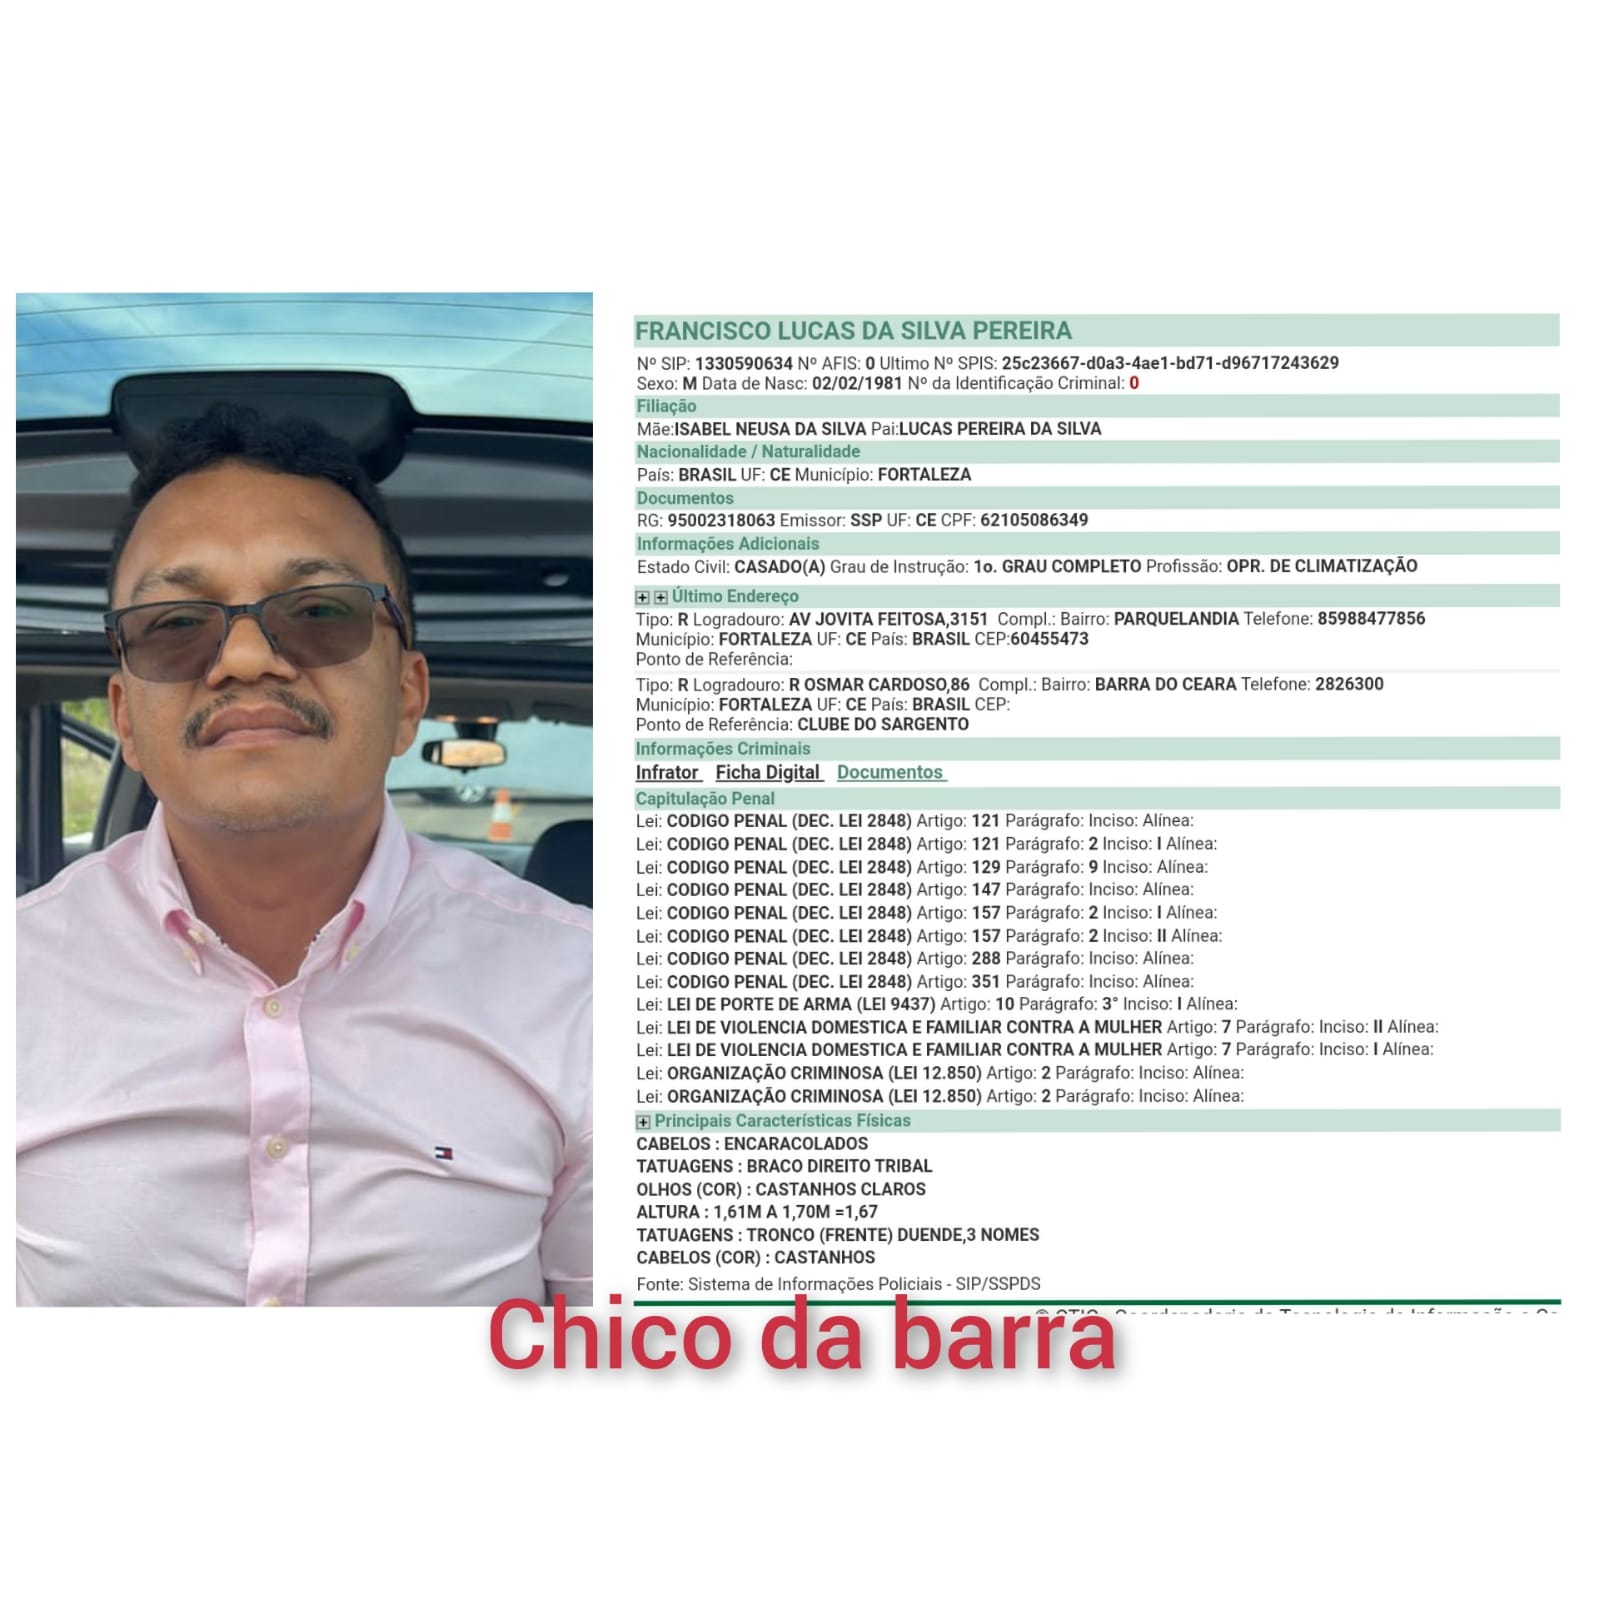 FRANCISCO LUCAS DA SILVA PEREIRA
Nº SIP: 1330590634 Nº AFIS: 0 Ultimo Nº SPIS: 25c23667-d0a3-4ae1-bd71-d96717243629
Sexo: M Data de Nasc: 02/02/1981 Nº da Identificação Criminal: 0
Filiação
Mãe:ISABEL NEUSA DA SILVA Pai:LUCAS PEREIRA DA SILVA
Nacionalidade / Naturalidade
País: BRASIL UF: CE Município: FORTALEZA
Documentos
RG: 95002318063 Emissor: SSP UF: CE CPF: 62105086349
Informações Adicionais
Estado Civil: CASADO(A) Grau de Instrução: 1o. GRAU COMPLETO Profissão: OPR. DE CLIMATIZAÇÃO
Último Endereço
Tipo: R Logradouro: AV JOVITA FEITOSA,3151 Compl.: Bairro: PARQUELANDIA Telefone: 85988477856
Município: FORTALEZA UF: CE País: BRASIL CEP:60455473
Ponto de Referência:
Tipo: R Logradouro: R OSMAR CARDOSO,86 Compl.: Bairro: BARRA DO CEARA Telefone: 2826300
Município: FORTALEZA UF: CE País: BRASIL CEP:
Ponto de Referência: CLUBE DO SARGENTO
Informações Criminais
Infrator Ficha Digital Documentos
Capitulação Penal
Lei: CODIGO PENAL (DEC. LEI 2848) Artigo: 121 Parágrafo: Inciso: Alínea:
Lei: CODIGO PENAL (DEC. LEI 2848) Artigo: 121 Parágrafo: 2 Inciso: I Alínea:
Lei: CODIGO PENAL (DEC. LEI 2848) Artigo: 129 Parágrafo: 9 Inciso: Alínea:
Lei: CODIGO PENAL (DEC. LEI 2848) Artigo: 147 Parágrafo: Inciso: Alínea:
Lei: CODIGO PENAL (DEC. LEI 2848) Artigo: 157 Parágrafo: 2 Inciso: I Alínea:
Lei: CODIGO PENAL (DEC. LEI 2848) Artigo: 157 Parágrafo: 2 Inciso: II Alínea:
Lei: CODIGO PENAL (DEC. LEI 2848) Artigo: 288 Parágrafo: Inciso: Alínea:
Lei: CODIGO PENAL (DEC. LEI 2848) Artigo: 351 Parágrafo: Inciso: Alínea:
Lei: LEI DE PORTE DE ARMA (LEI 9437) Artigo: 10 Parágrafo: 3° Inciso: I Alínea:
Lei: LEI DE VIOLENCIA DOMESTICA E FAMILIAR CONTRA A MULHER Artigo: 7 Parágrafo: Inciso: II Alínea:
Lei: LEI DE VIOLENCIA DOMESTICA E FAMILIAR CONTRA A MULHER Artigo: 7 Parágrafo: Inciso: I Alínea:
Lei: ORGANIZAÇÃO CRIMINOSA (LEI 12.850) Artigo: 2 Parágrafo: Inciso: Alínea:
Lei: ORGANIZAÇÃO CRIMINOSA (LEI 12.850) Artigo: 2 Parágrafo: Inciso: Alínea:
Principais Características Físicas
CABELOS : ENCARACOLADOS
TATUAGENS : BRACO DIREITO TRIBAL
OLHOS (COR) : CASTANHOS CLAROS
ALTURA : 1,61M A 1,70M =1,67
TATUAGENS : TRONCO (FRENTE) DUENDE,3 NOMES
CABELOS (COR) : CASTANHOS
Fonte: Sistema de Informações Policiais - SIP/SSPDS
Chico da barra